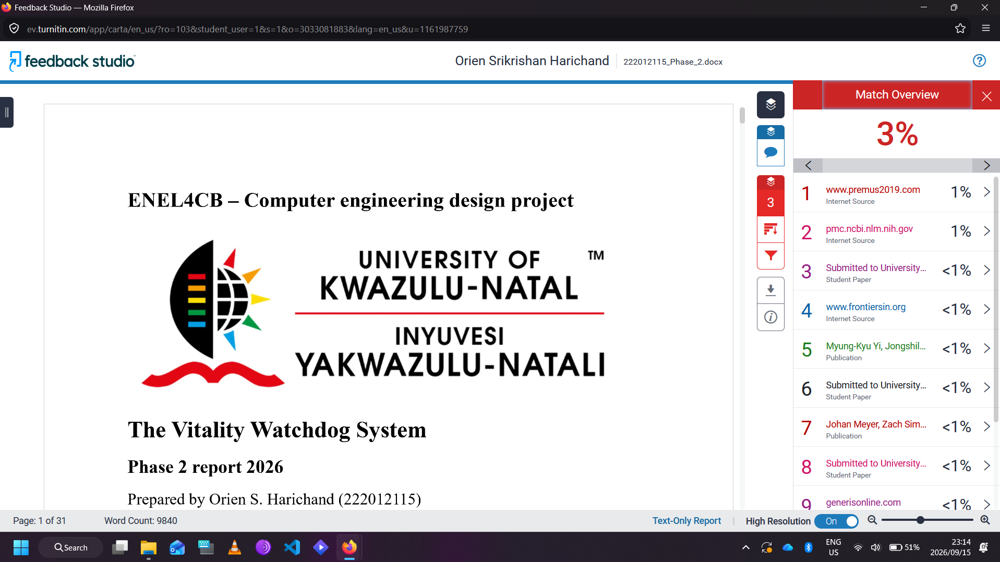 Feedback Studio — Mozilla Firefox
ev.turnitin.com/app/carta/en_us/?ro=103&student_user=1&s=1&o=3033081883&lang=en_us&u=1161987759
feedback studio
Orien Srikrishan Harichand
222012115_Phase_2.docx
?
ENEL4CB – Computer engineering design project
UNIVERSITY OF
TM
KWAZULU-NATAL
INYUVESI
YAKWAZULU-NATALI
The Vitality Watchdog System
Phase 2 report 2026
Prepared by Orien S. Harichand (222012115)
3
Match Overview
3%
1 www.premus2019.com 1%
Internet Source
2 pmc.ncbi.nlm.nih.gov 1%
Internet Source
3 Submitted to University... <1%
Student Paper
4 www.frontiersin.org <1%
Internet Source
5 Myung-Kyu Yi, Jongshil... <1%
Publication
6 Submitted to University... <1%
Student Paper
7 Johan Meyer, Zach Sim... <1%
Publication
8 Submitted to University... <1%
Student Paper
9 generisonline.com <1%
Page: 1 of 31
Word Count: 9840
Text-Only Report
High Resolution
On
Search
ENG
US
51%
23:14
2026/09/15